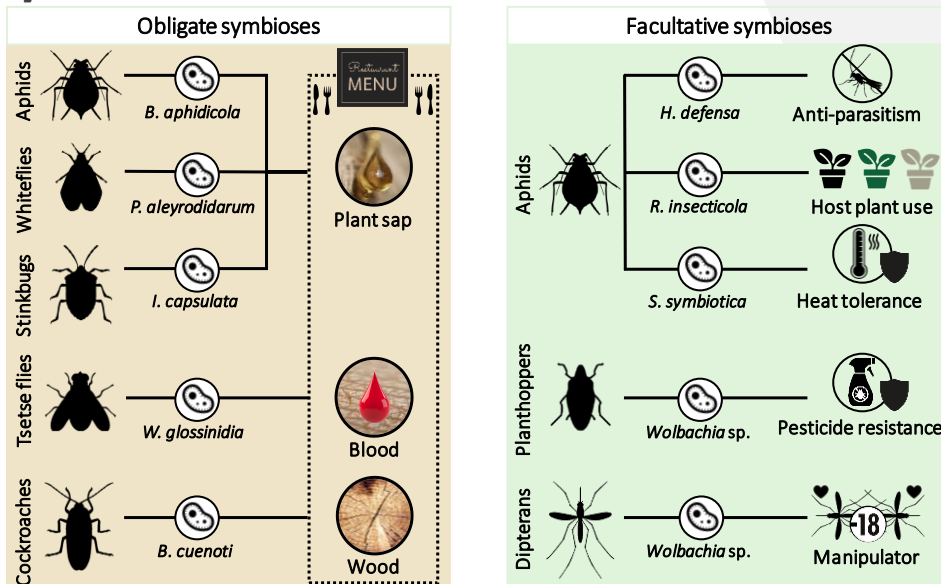 Obligate symbioses
Aphids
B. aphidicola
Restaurant
MENU
Whiteflies
P. aleyrodidarum
Plant sap
Stinkbugs
I. capsulata
Tsetse flies
W. glossinidia
Blood
Cockroaches
B. cuenoti
Wood
Facultative symbioses
Aphids
H. defensa
Anti-parasitism
R. insecticola
Host plant use
S. symbiotica
Heat tolerance
Planthoppers
Wolbachia sp.
Pesticide resistance
Dipterans
Wolbachia sp.
-18
Manipulator